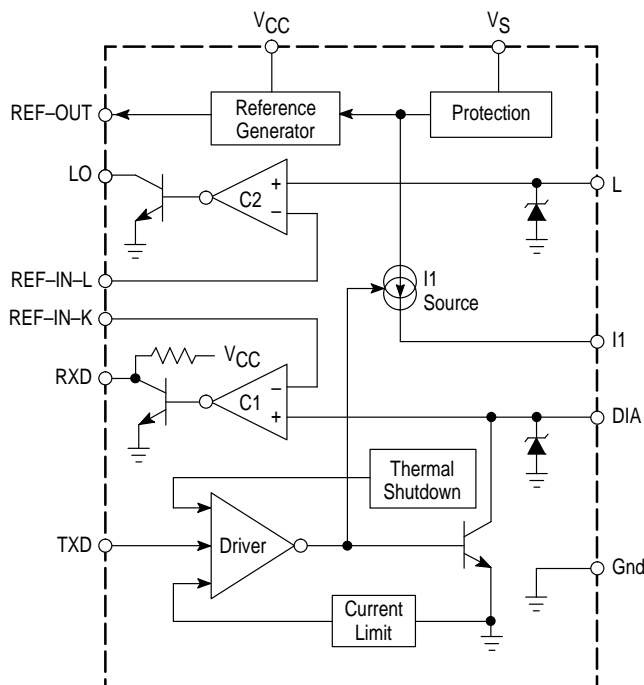 VCC
VS
REF–OUT
Reference
Generator
Protection
LO
+
–
C2
L
REF–IN–L
I1
Source
REF–IN–K
I1
RXD
VCC
–
+
C1
DIA
Thermal
Shutdown
TXD
Driver
Gnd
Current
Limit